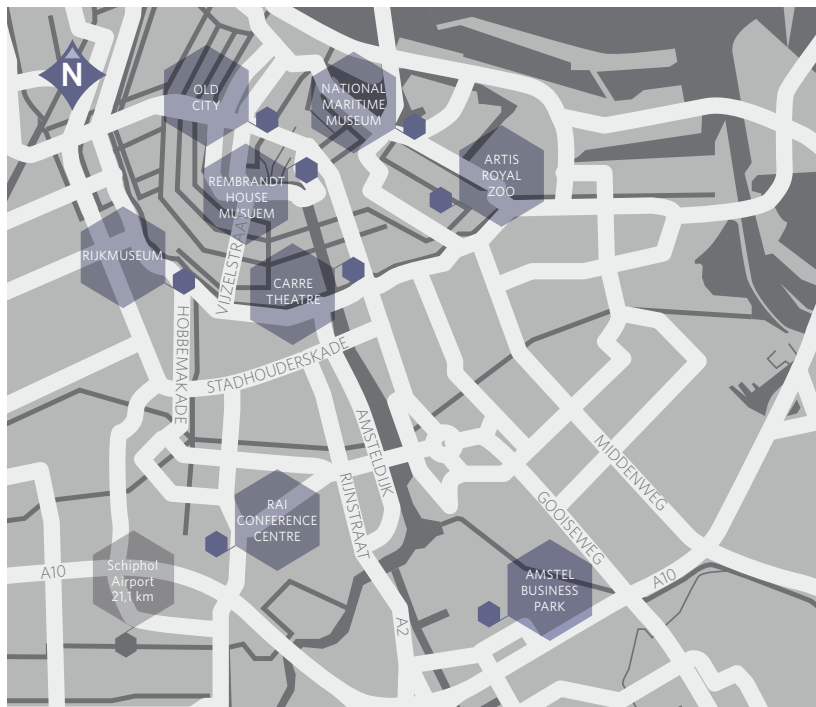 N
OLD
CITY
NATIONAL
MARITIME
MUSEUM
ARTIS
ROYAL
ZOO
REMBRANDT
HOUSE
MUSUEM
RIJKMUSEUM
VIJZELSTRAAT
CARRE
THEATRE
HOBBEMAKADE
STADHOUDERSKADE
AMSTELDIJK
RIJNSTRAAT
MIDDENWEG
GOOISEWEG
RAI
CONFERENCE
CENTRE
A10
Schiphol
Airport
21,1 km
AMSTEL
BUSINESS
PARK
A10
A2